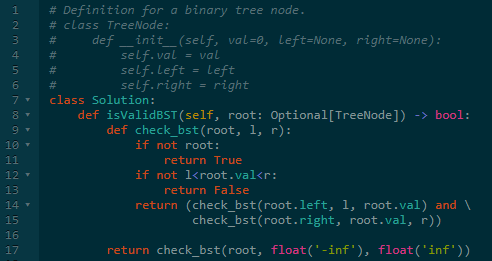 1 # Definition for a binary tree node.
2 # class TreeNode:
3 #     def __init__(self, val=0, left=None, right=None):
4 #         self.val = val
5 #         self.left = left
6 #         self.right = right
7 class Solution:
8     def isValidBST(self, root: Optional[TreeNode]) -> bool:
9         def check_bst(root, l, r):
10             if not root:
11                 return True
12             if not l<root.val<r:
13                 return False
14             return (check_bst(root.left, l, root.val) and \
15                     check_bst(root.right, root.val, r))
16
17         return check_bst(root, float('-inf'), float('inf'))